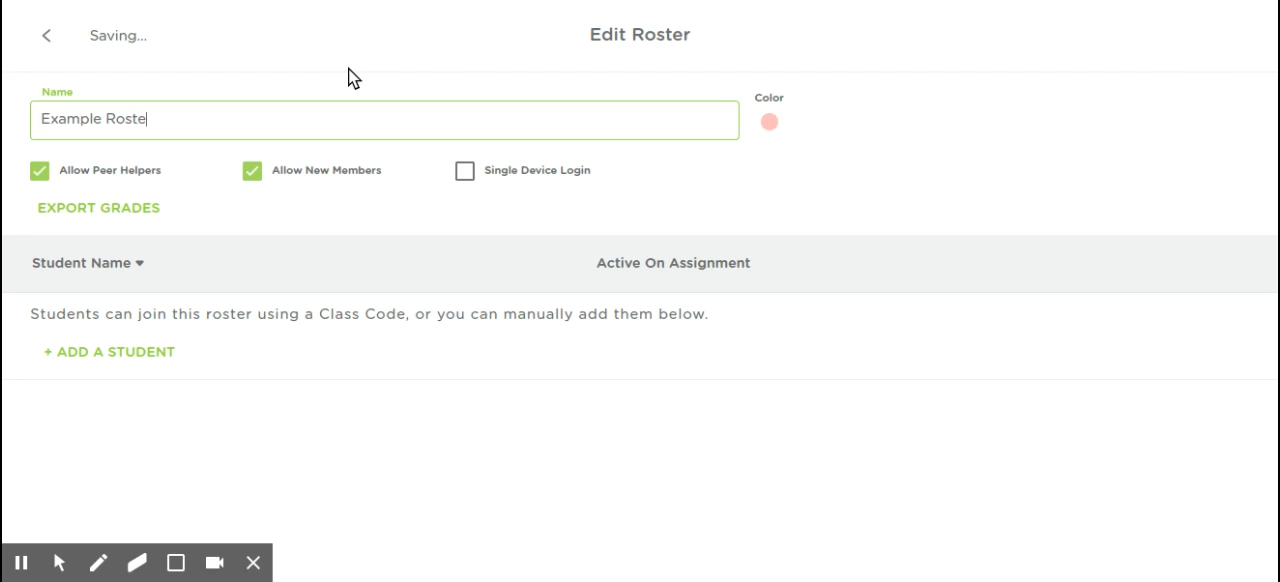 Saving...
Edit Roster
Name
Color
Example Roste
Allow Peer Helpers
Allow New Members
Single Device Login
EXPORT GRADES
Student Name
Active On Assignment
Students can join this roster using a Class Code, or you can manually add them below.
+ ADD A STUDENT